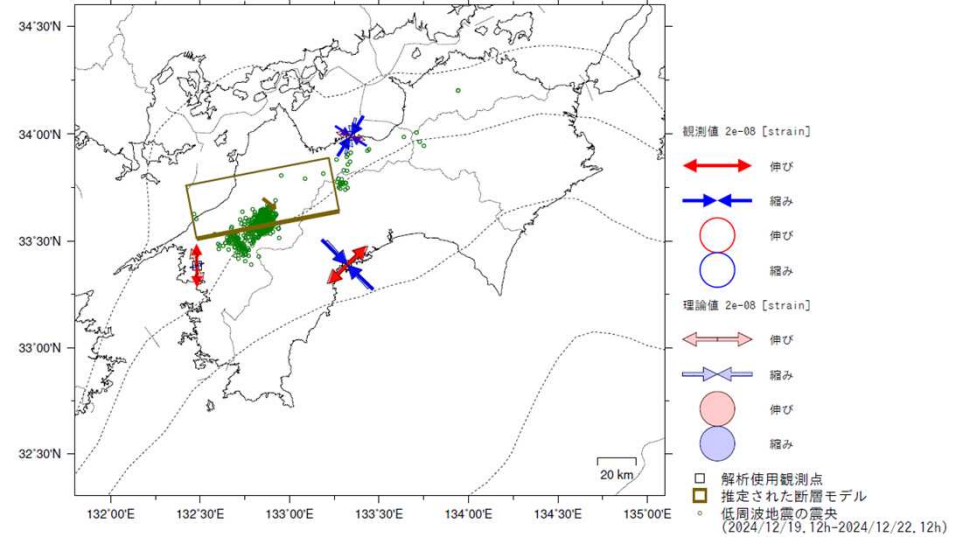 34°30'N
34°00'N
33°30'N
33°00'N
32°30'N
132°00'E
132°30'E
133°00'E
133°30'E
134°00'E
134°30'E
135°00'E
20 km
観測値 2e-08 [strain]
伸び
縮み
伸び
縮み
理論値 2e-08 [strain]
伸び
縮み
伸び
縮み
解析使用観測点
推定された断層モデル
低周波地震の震央
(2024/12/19.12h-2024/12/22.12h)